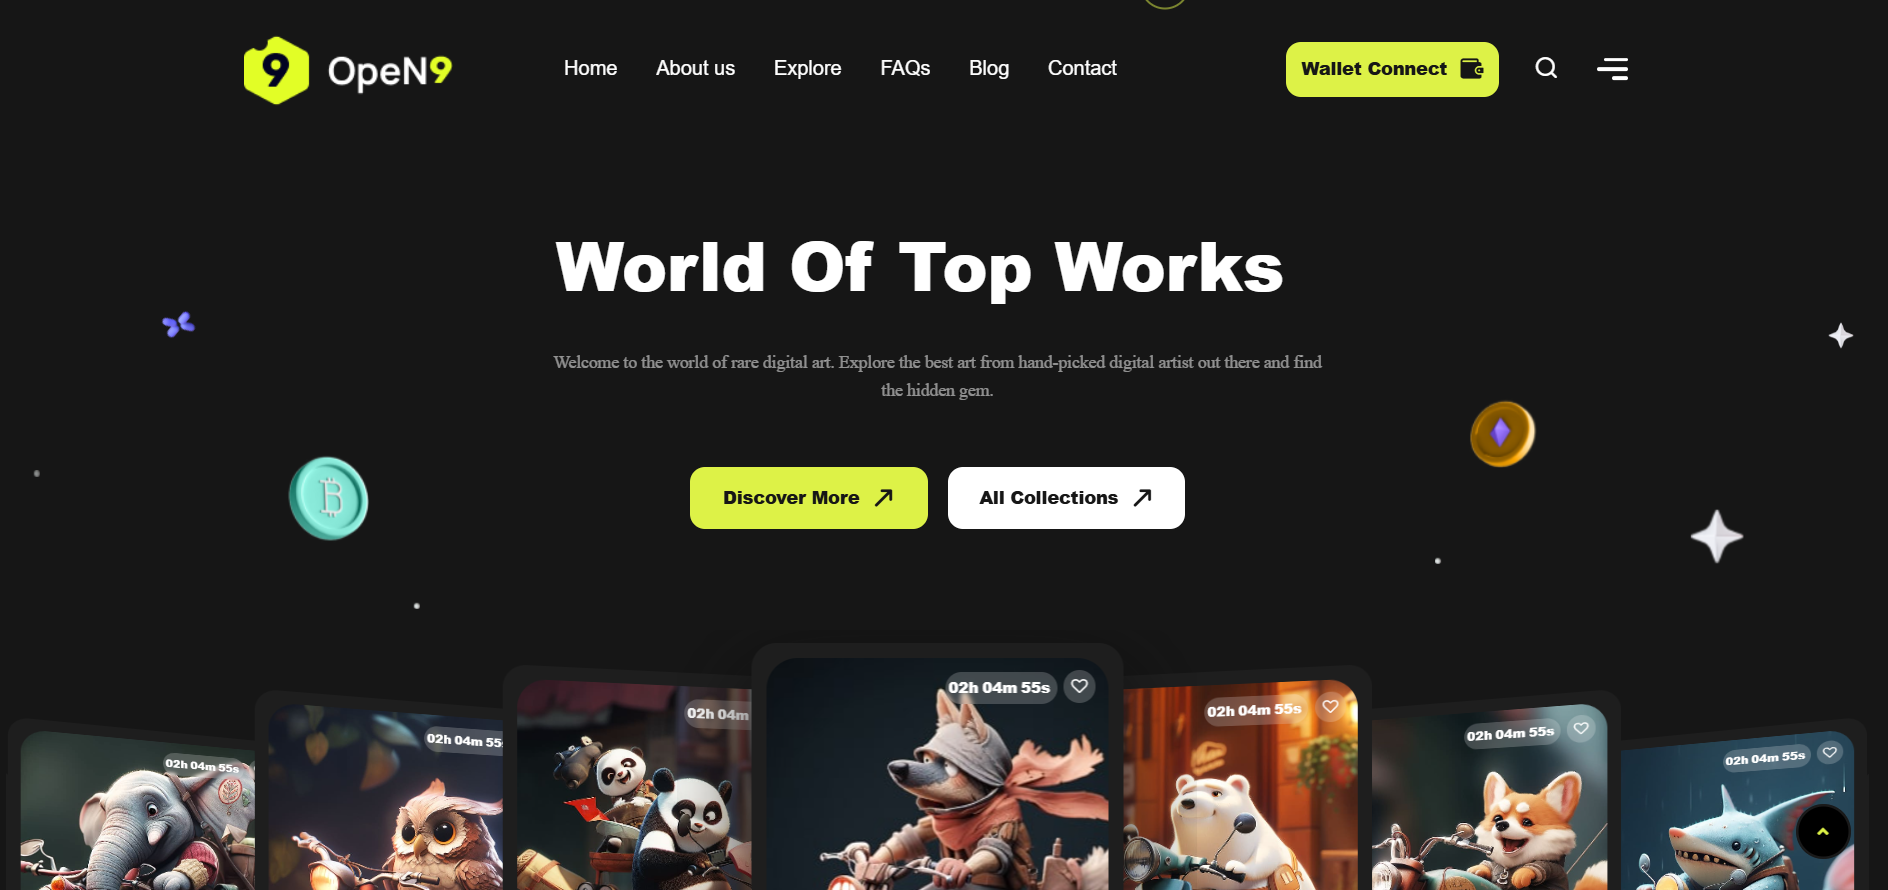 9 OpeN9
Home About us Explore FAQs Blog Contact
Wallet Connect
World Of Top Works
Welcome to the world of rare digital art. Explore the best art from hand-picked digital artist out there and find
the hidden gem.
Discover More
All Collections
02h 04m 55s
02h 04m 55s
02h 04m
02h 04m 55s
02h 04m 55s
02h 04m 55s
02h 04m 55s